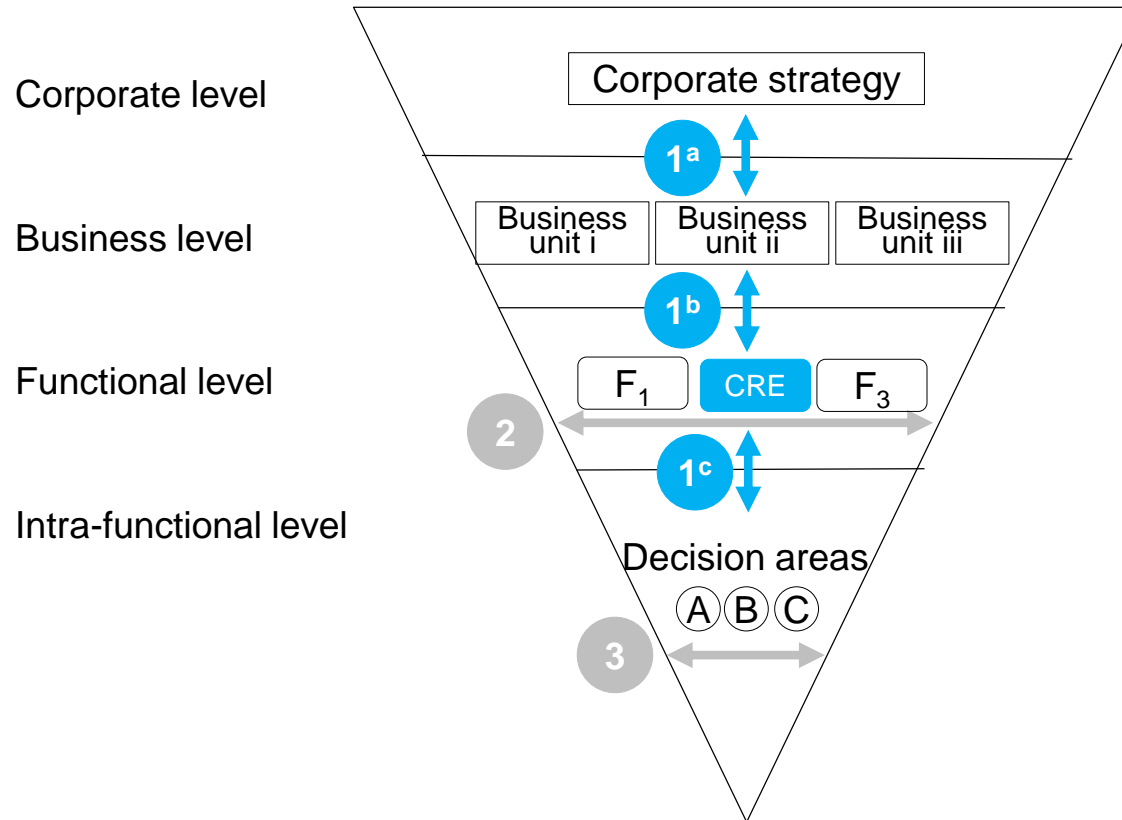 Corporate level
Corporate strategy
1a
Business level
Business
unit i
Business
unit ii
Business
unit iii
1b
Functional level
F1
CRE
F3
2
1c
Intra-functional level
Decision areas
A B C
3